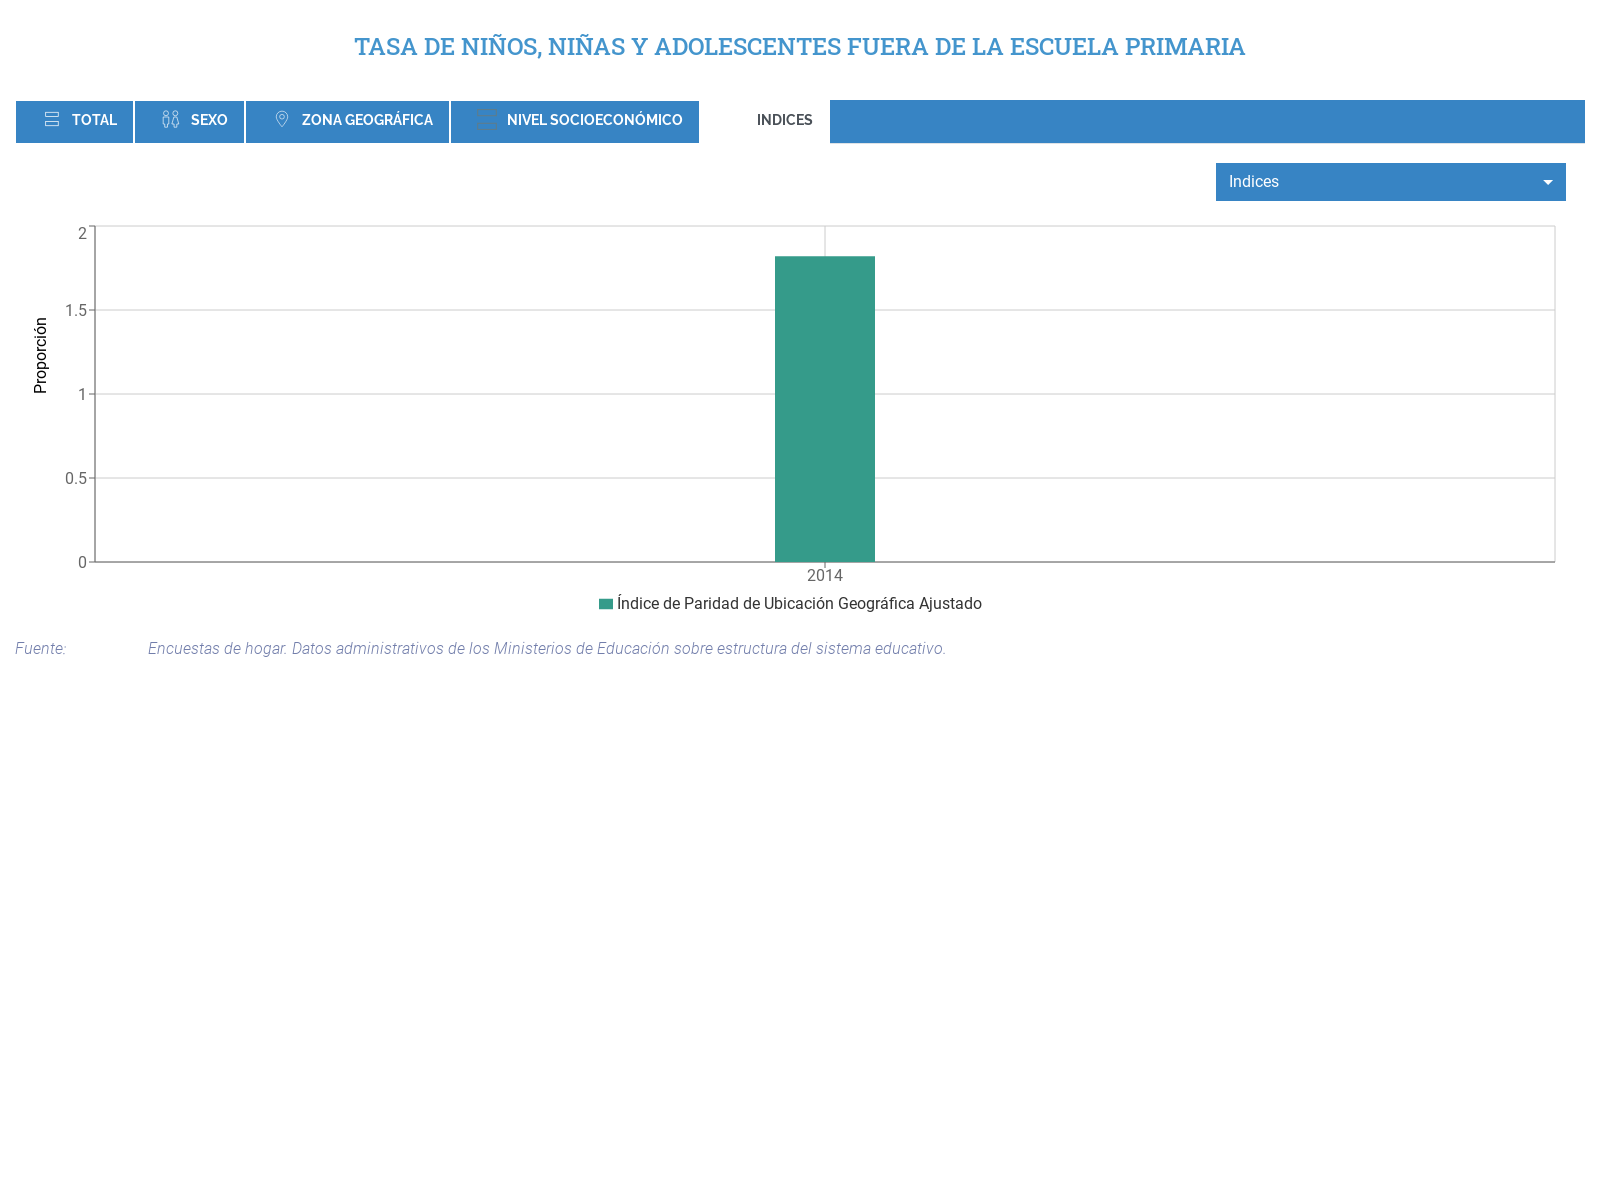 TASA DE NIÑOS, NIÑAS Y ADOLESCENTES FUERA DE LA ESCUELA PRIMARIA
TOTAL SEXO ZONA GEOGRÁFICA NIVEL SOCIOECONÓMICO INDICES
Indices
2
1.5
Proporción
1
0.5
0
2014
Índice de Paridad de Ubicación Geográfica Ajustado
Fuente: Encuestas de hogar. Datos administrativos de los Ministerios de Educación sobre estructura del sistema educativo.